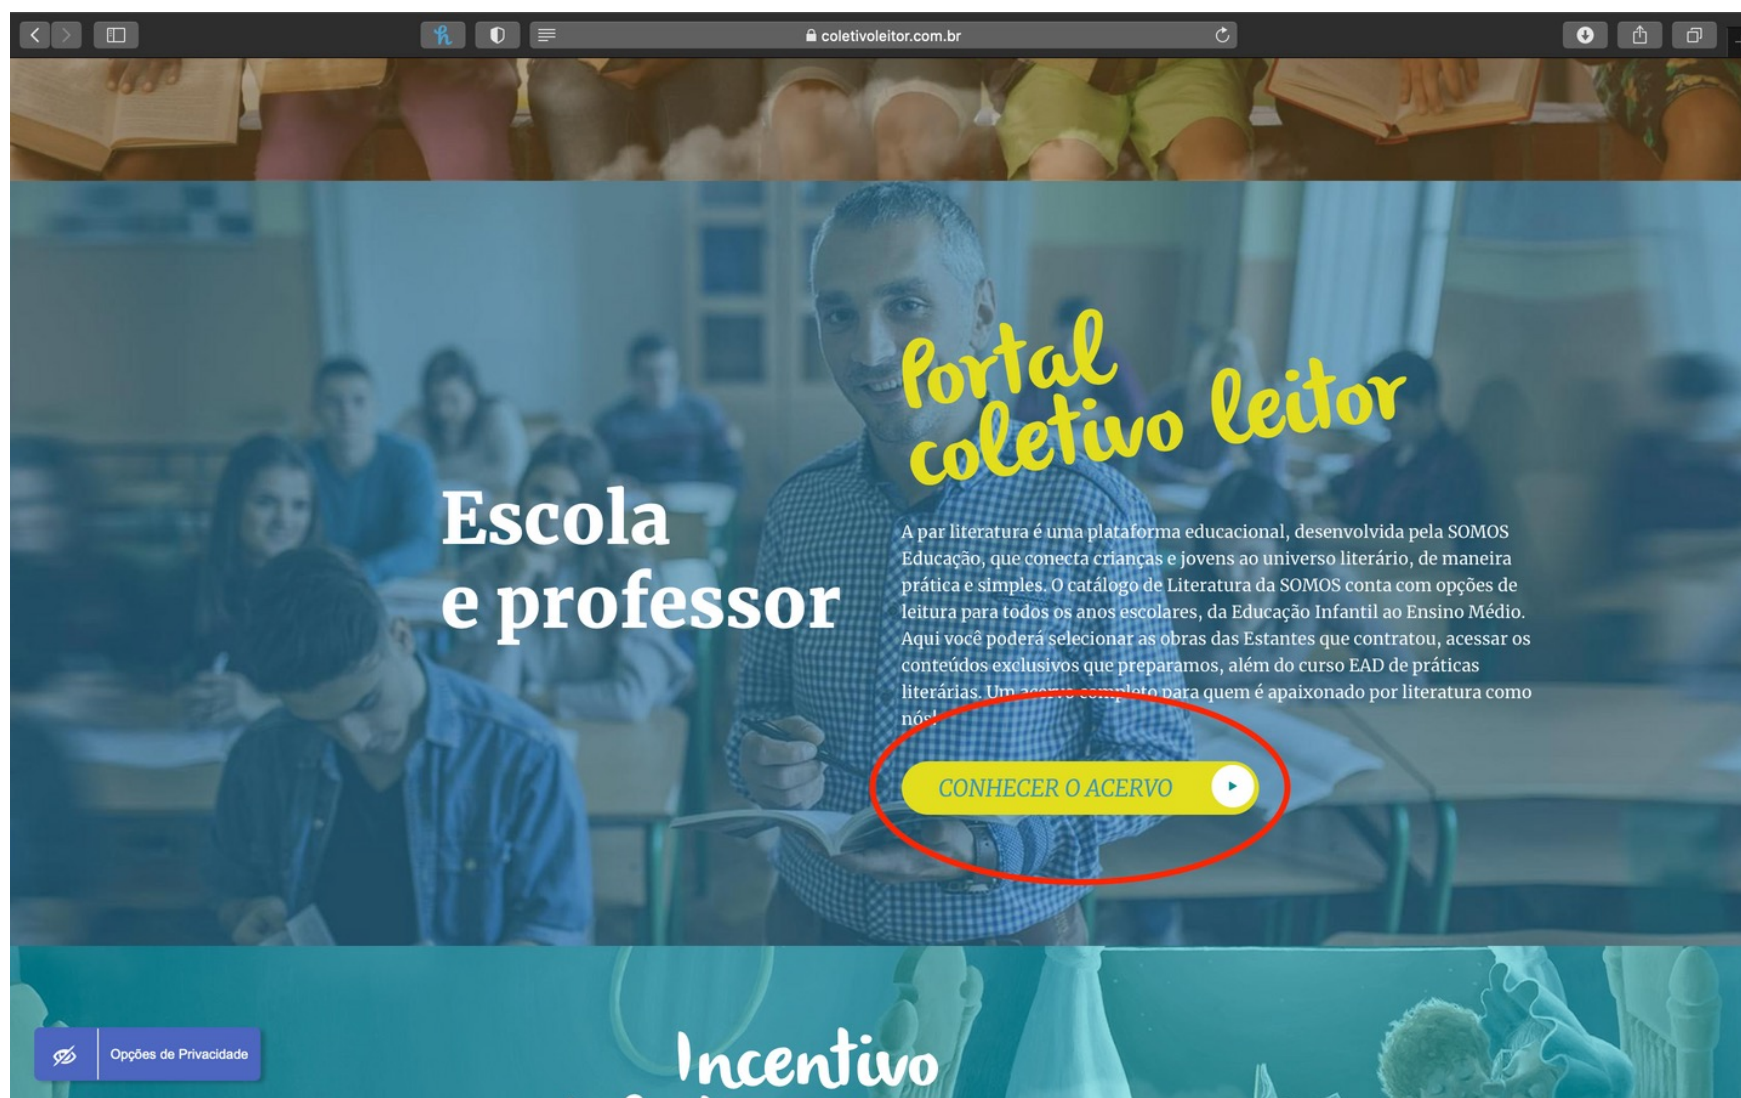 coletivoleitor.com.br
Portal
coletivo leitor
Escola
e professor
A par literatura é uma plataforma educacional, desenvolvida pela SOMOS
Educação, que conecta crianças e jovens ao universo literário, de maneira
prática e simples. O catálogo de Literatura da SOMOS conta com opções de
leitura para todos os anos escolares, da Educação Infantil ao Ensino Médio.
Aqui você poderá selecionar as obras das Estantes que contratou, acessar os
conteúdos exclusivos que preparamos, além do curso EAD de práticas
literárias. Um acervo completo para quem é apaixonado por literatura como
nós!
CONHECER O ACERVO
Opções de Privacidade
Incentivo